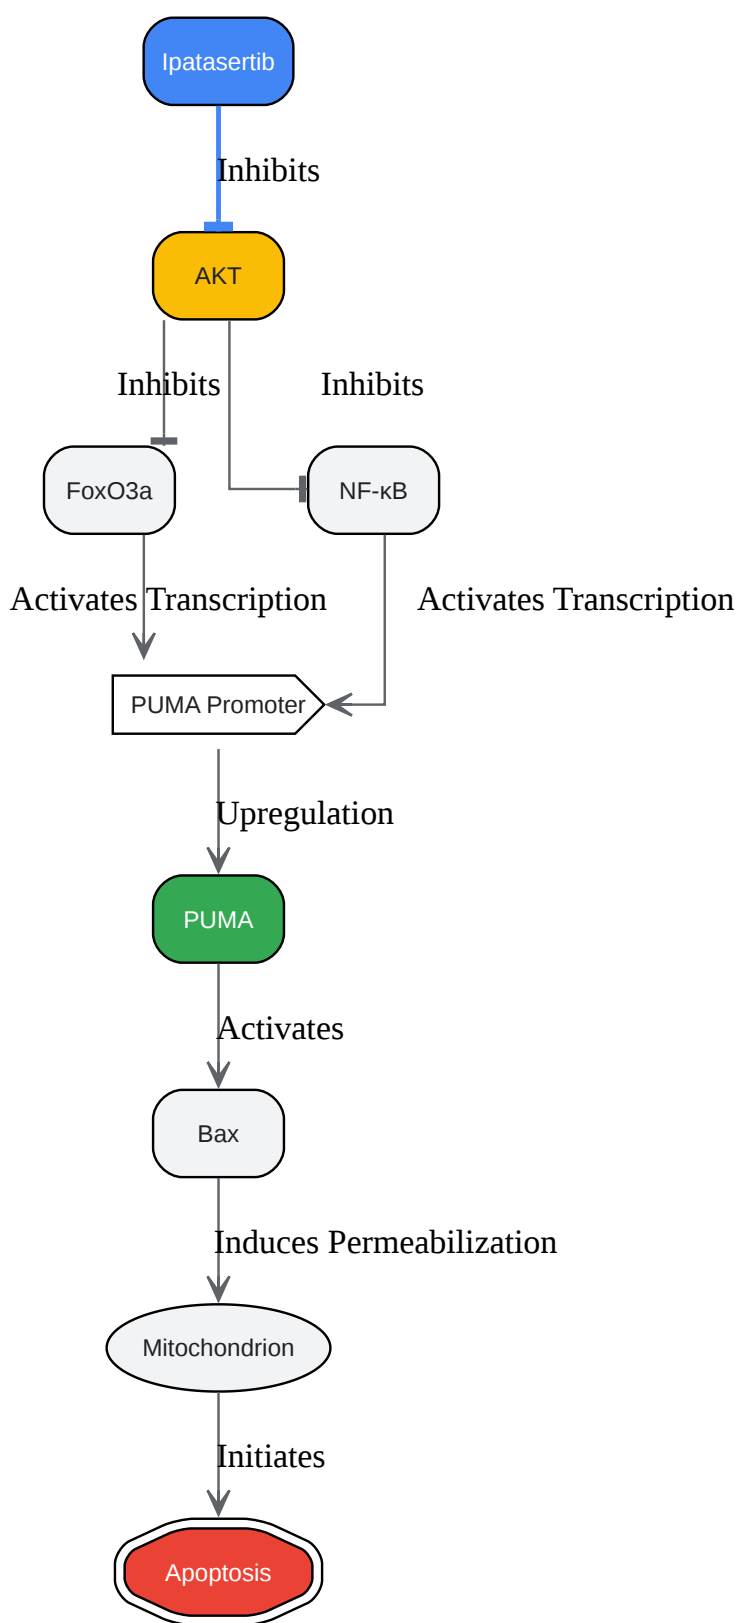 Ipatasertib
Inhibits
AKT
Inhibits
Inhibits
FoxO3a
NF-κB
Activates Transcription
Activates Transcription
PUMA Promoter
Upregulation
PUMA
Activates
Bax
Induces Permeabilization
Mitochondrion
Initiates
Apoptosis